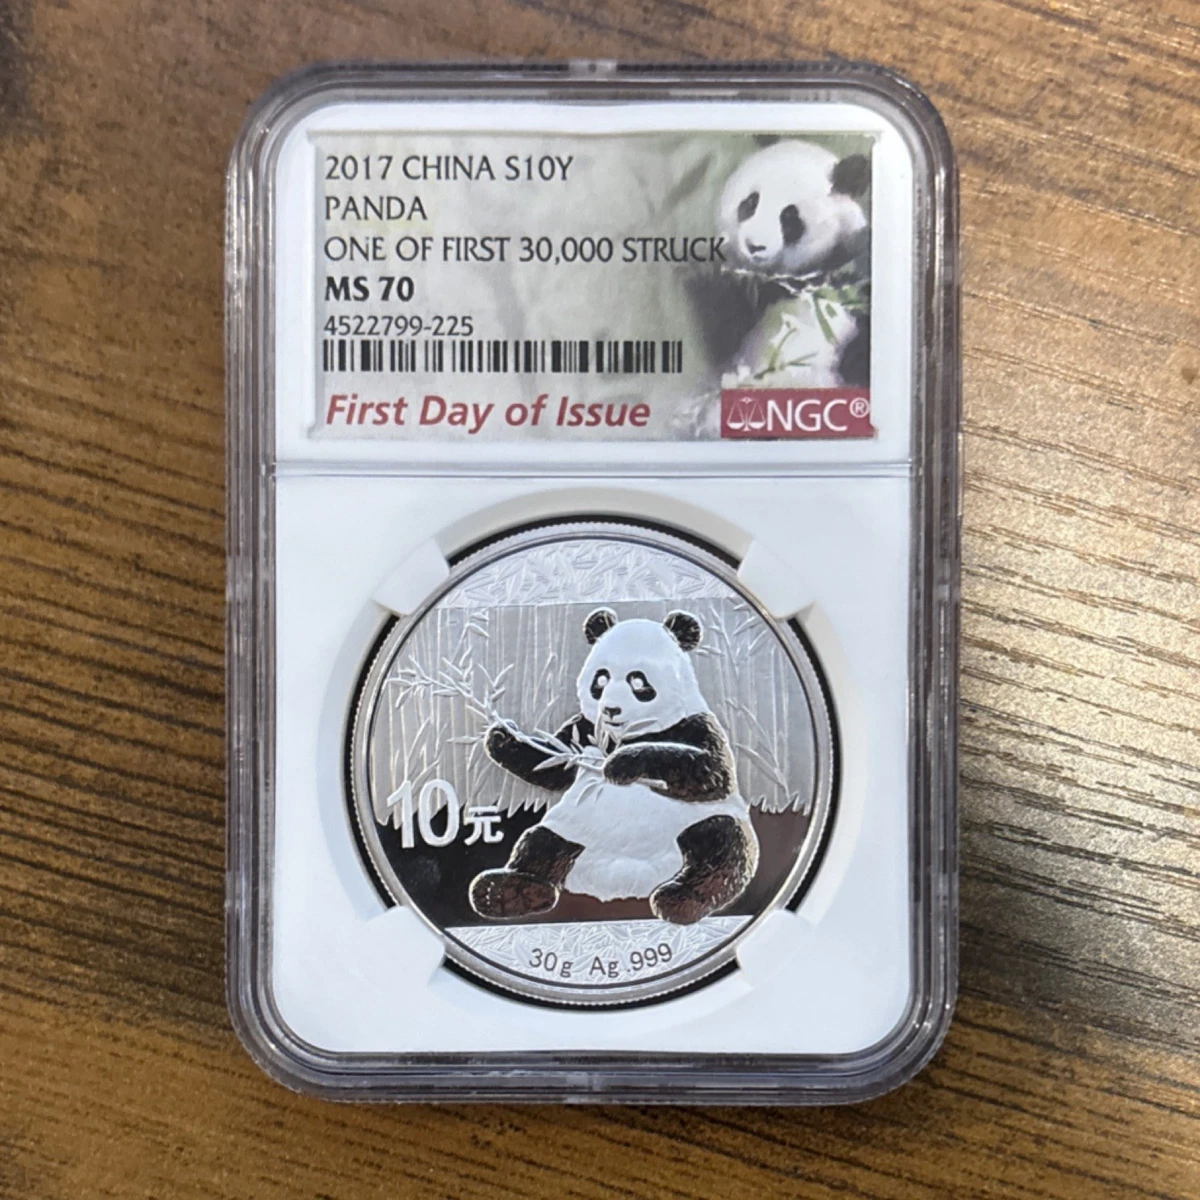 2017 CHINA S10Y
PANDA
ONE OF FIRST 30,000 STRUCK
MS 70
4522799-225
First Day of Issue
NGC®
10元
30g Ag.999